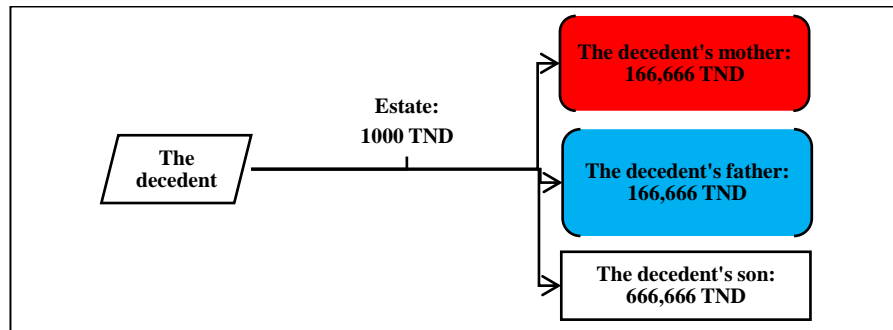 The decedent's mother:
166,666 TND
Estate:
1000 TND
The
decedent
The decedent's father:
166,666 TND
The decedent's son:
666,666 TND